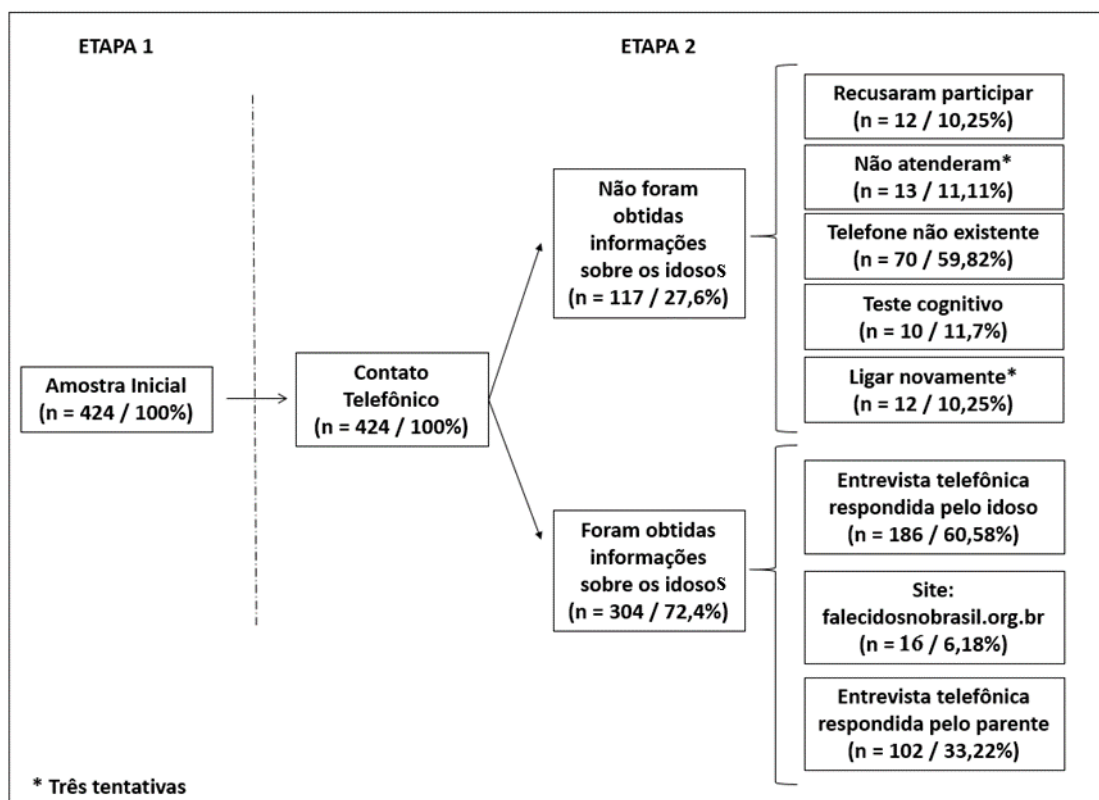 ETAPA 1
ETAPA 2
Amostra Inicial
(n = 424 / 100%)
Contato
Telefônico
(n = 424 / 100%)
Não foram
obtidas
informações
sobre os idosos
(n = 117 / 27,6%)
Recusaram participar
(n = 12 / 10,25%)
Não atenderam*
(n = 13 / 11,11%)
Telefone não existente
(n = 70 / 59,82%)
Teste cognitivo
(n = 10 / 11,7%)
Ligar novamente*
(n = 12 / 10,25%)
Foram obtidas
informações
sobre os idosos
(n = 304 / 72,4%)
Entrevista telefônica
respondida pelo idoso
(n = 186 / 60,58%)
Site:
falecidosnobrasil.org.br
(n = 16 / 6,18%)
Entrevista telefônica
respondida pelo parente
(n = 102 / 33,22%)
* Três tentativas